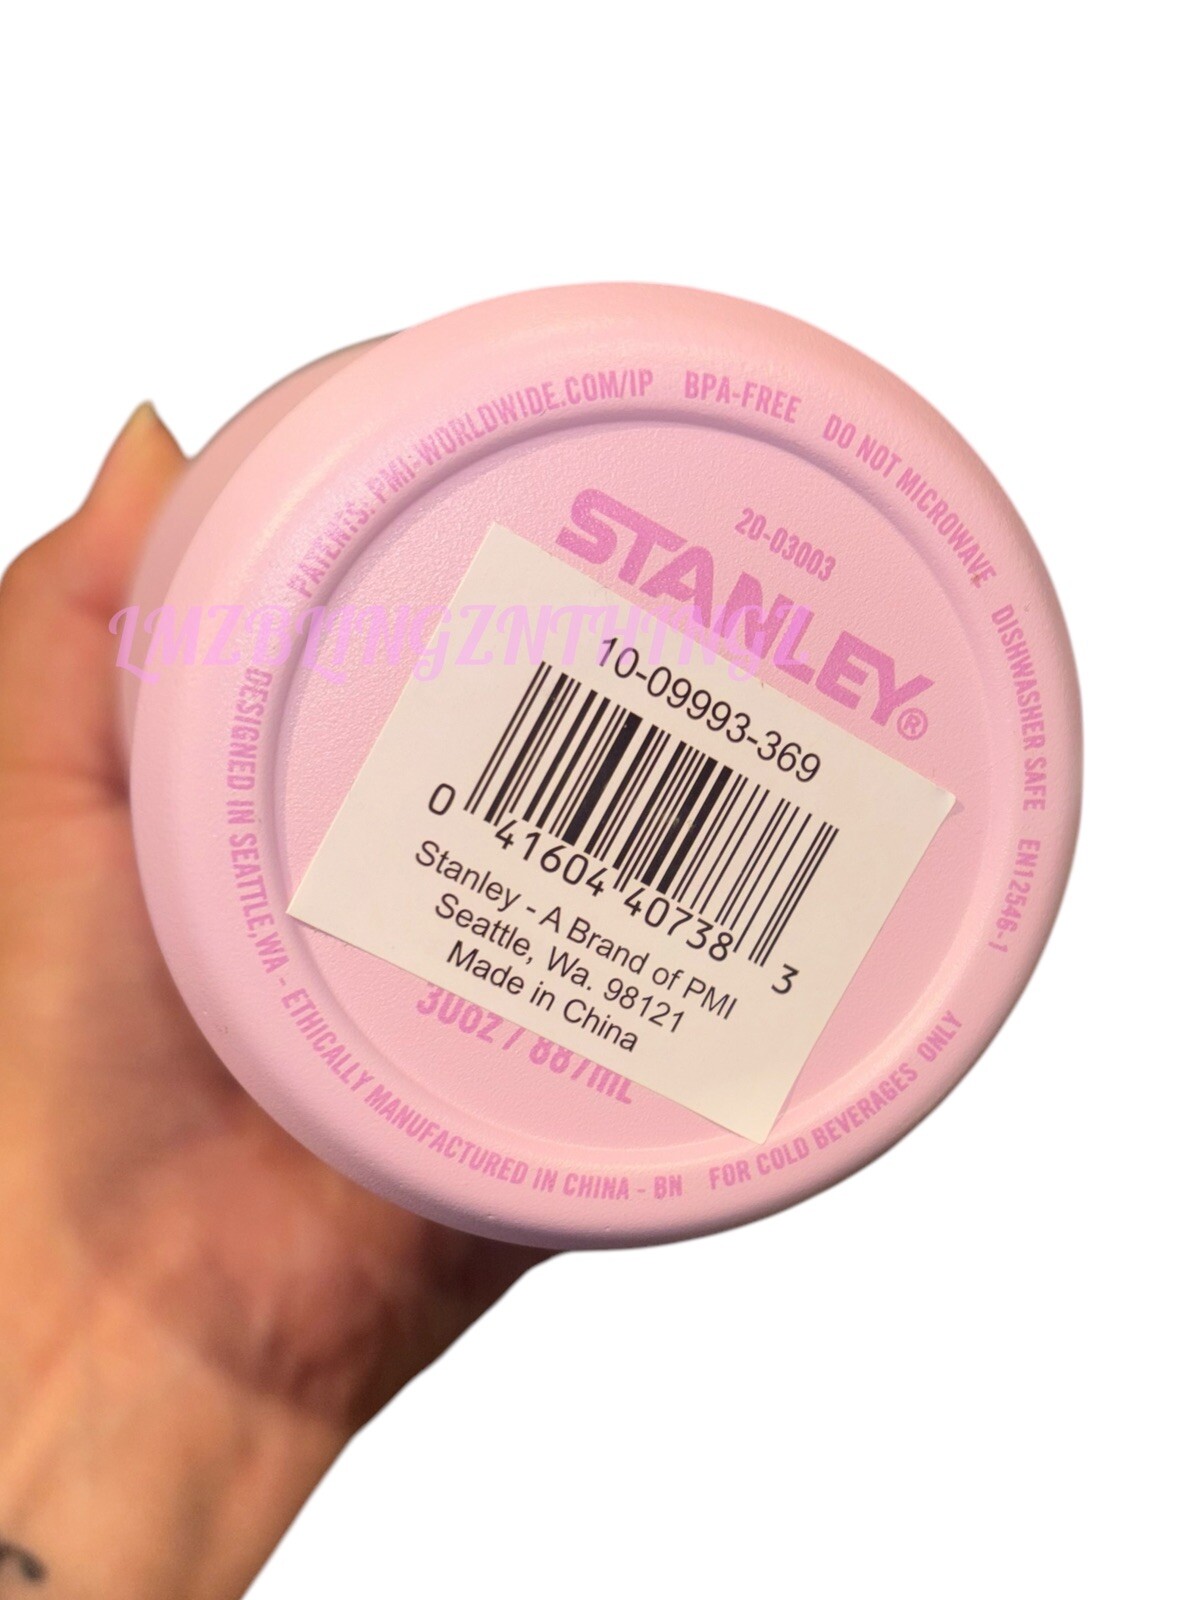 PATENTS: PMI-WORLDWIDE.COM/IP BPA-FREE DO NOT MICROWAVE DISHWASHER SAFE EN12546-1
20-03003
STANLEY®
LMZBLINGZNTHINGZ
10-09993-369
0 41604 40738 3
Stanley - A Brand of PMI
Seattle, Wa. 98121
Made in China
30oz / 887mL
DESIGNED IN SEATTLE, WA - ETHICALLY MANUFACTURED IN CHINA - BN FOR COLD BEVERAGES ONLY